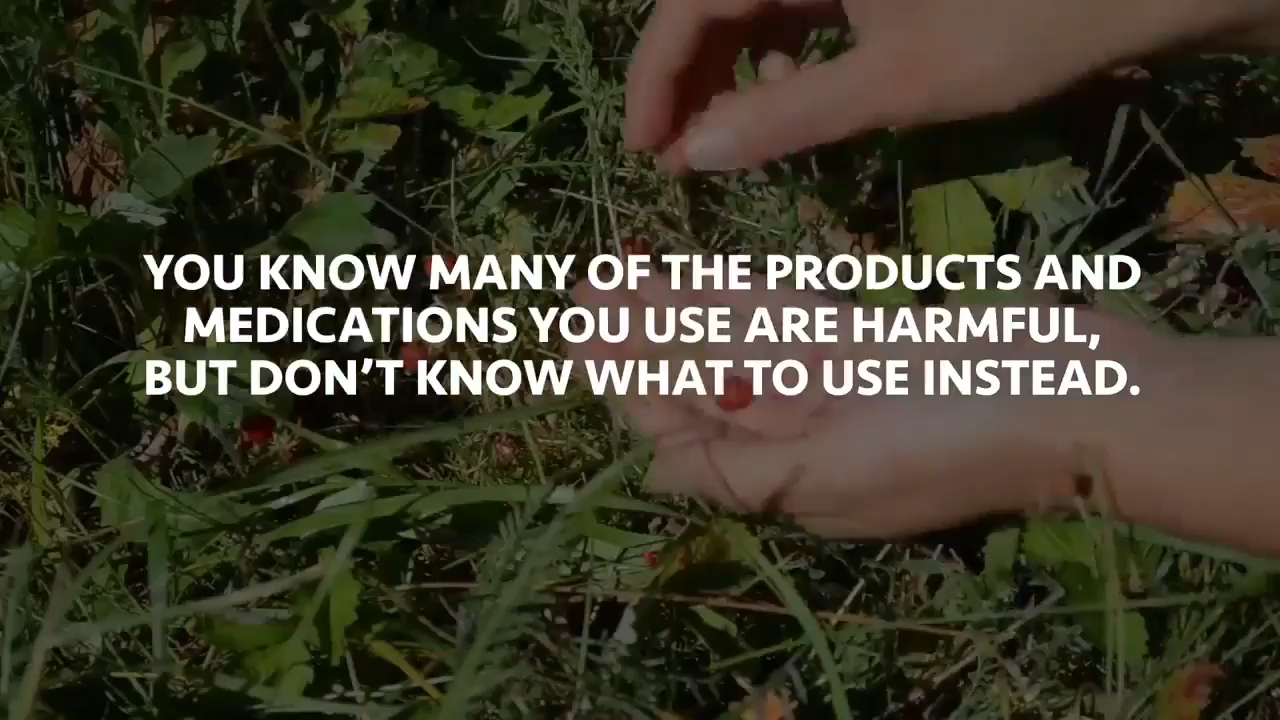 YOU KNOW MANY OF THE PRODUCTS AND
MEDICATIONS YOU USE ARE HARMFUL,
BUT DON’T KNOW WHAT TO USE INSTEAD.